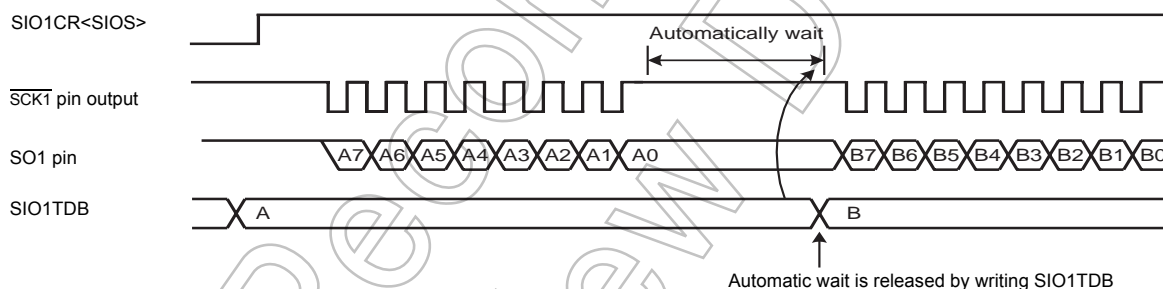 SIO1CR<SIOS>
Automatically wait
SCK1 pin output
SO1 pin
A7 A6 A5 A4 A3 A2 A1 A0 B7 B6 B5 B4 B3 B2 B1 B0
SIO1TDB
A B
Automatic wait is released by writing SIO1TDB